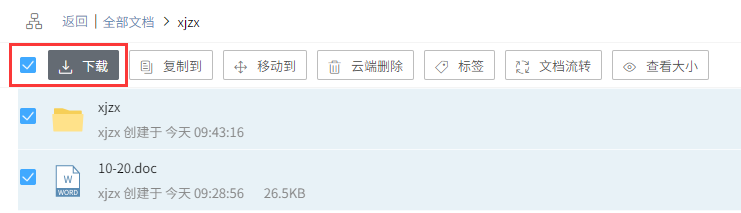 返回 | 全部文档 > xjzx
下载 复制到 移动到 云端删除 标签 文档流转 查看大小
xjzx
xjzx 创建于 今天 09:43:16
W
WORD
10-20.doc
xjzx 创建于 今天 09:28:56 26.5KB